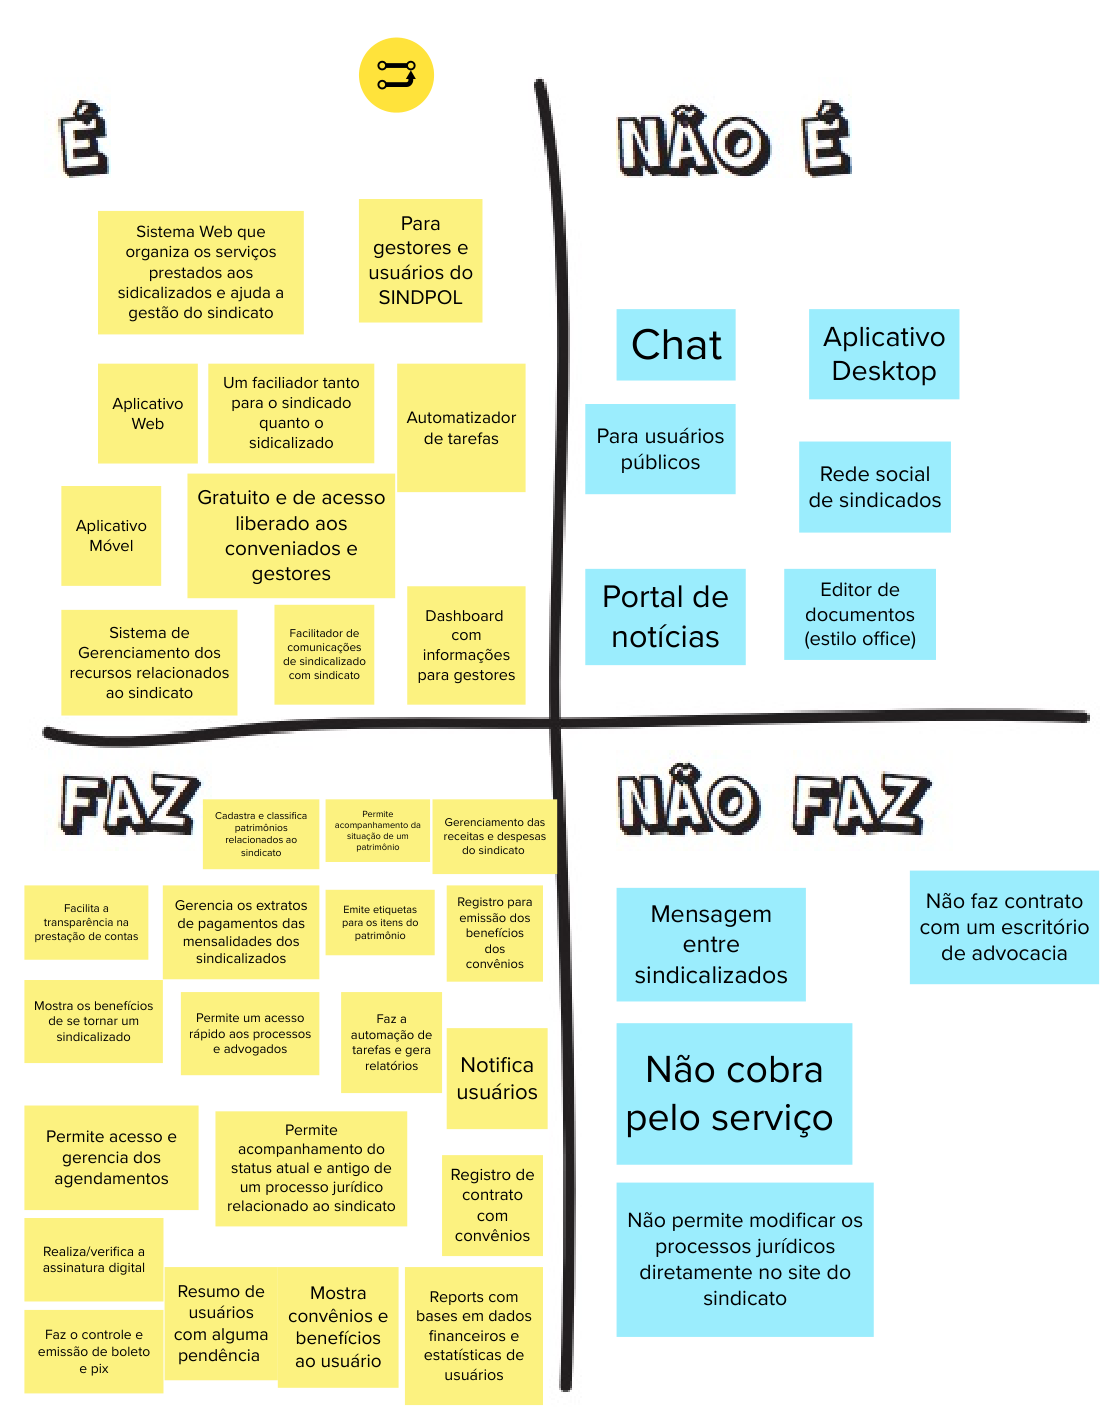 É
Sistema Web que
organiza os serviços
prestados aos
sidicalizados e ajuda a
gestão do sindicato
Para
gestores e
usuários do
SINDPOL
Aplicativo
Web
Um faciliador tanto
para o sindicado
quanto o
sidicalizado
Automatizador
de tarefas
Aplicativo
Móvel
Gratuito e de acesso
liberado aos
conveniados e
gestores
Sistema de
Gerenciamento dos
recursos relacionados
ao sindicato
Facilitador de
comunicações
de sindicalizado
com sindicato
Dashboard
com
informações
para gestores
NÃO É
Chat
Aplicativo
Desktop
Para usuários
públicos
Rede social
de sindicados
Portal de
notícias
Editor de
documentos
(estilo office)
FAZ
Cadastra e classifica
patrimônios
relacionados ao
sindicato
Permite
acompanhamento da
situação de um
patrimônio
Gerenciamento das
receitas e despesas
do sindicato
Facilita a
transparência na
prestação de contas
Gerencia os extratos
de pagamentos das
mensalidades dos
sindicalizados
Emite etiquetas
para os itens do
patrimônio
Registro para
emissão dos
benefícios
dos
convênios
Mostra os benefícios
de se tornar um
sindicalizado
Permite um acesso
rápido aos processos
e advogados
Faz a
automação de
tarefas e gera
relatórios
Notifica
usuários
Permite acesso e
gerencia dos
agendamentos
Permite
acompanhamento do
status atual e antigo de
um processo jurídico
relacionado ao sindicato
Registro de
contrato
com
convênios
Realiza/verifica a
assinatura digital
Resumo de
usuários
com alguma
pendência
Mostra
convênios e
benefícios
ao usuário
Reports com
bases em dados
financeiros e
estatísticas de
usuários
Faz o controle e
emissão de boleto
e pix
NÃO FAZ
Mensagem
entre
sindicalizados
Não faz contrato
com um escritório
de advocacia
Não cobra
pelo serviço
Não permite modificar os
processos jurídicos
diretamente no site do
sindicato